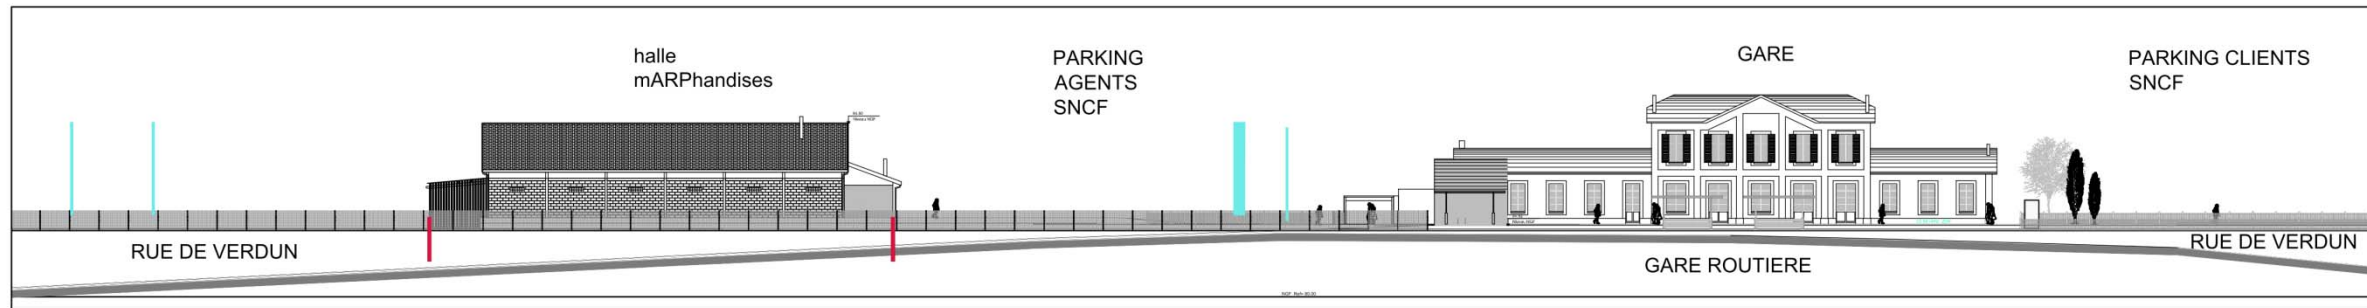 halle
mARPhandises
PARKING
AGENTS
SNCF
GARE
PARKING CLIENTS
SNCF
RUE DE VERDUN
GARE ROUTIERE
RUE DE VERDUN